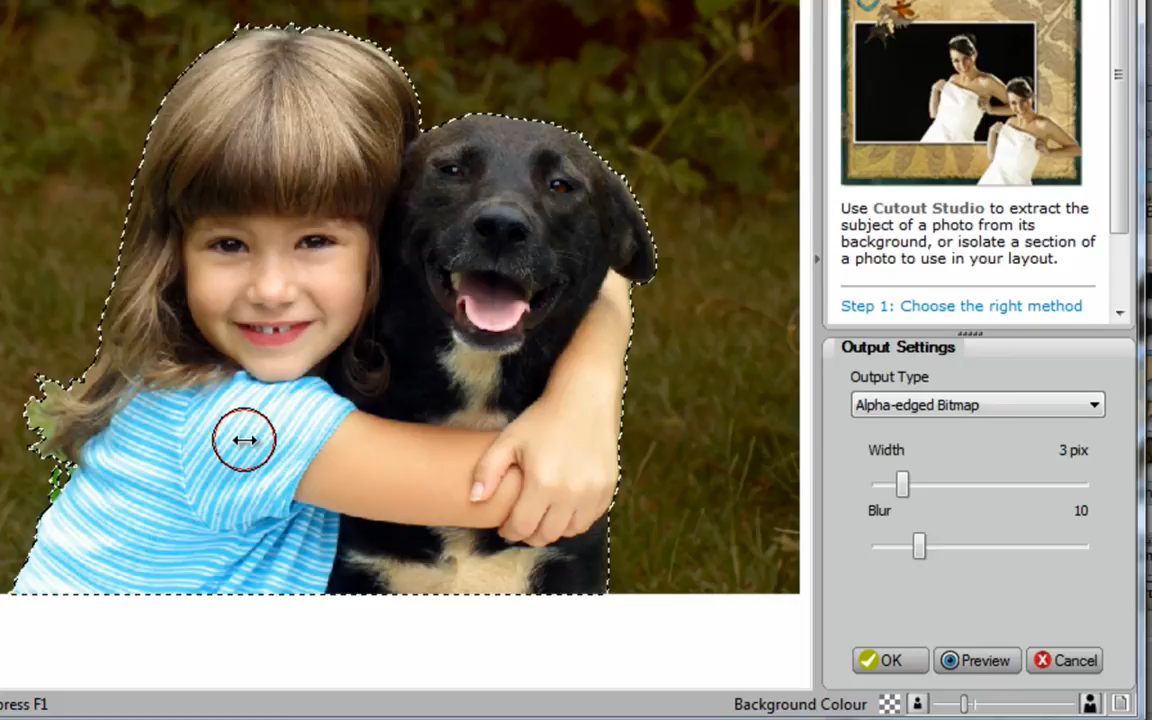 Use Cutout Studio to extract the
subject of a photo from its
background, or isolate a section of
a photo to use in your layout.
Step 1: Choose the right method
Output Settings
Output Type
Alpha-edged Bitmap
Width 3 pix
Blur 10
OK Preview Cancel
press F1 Background Colour